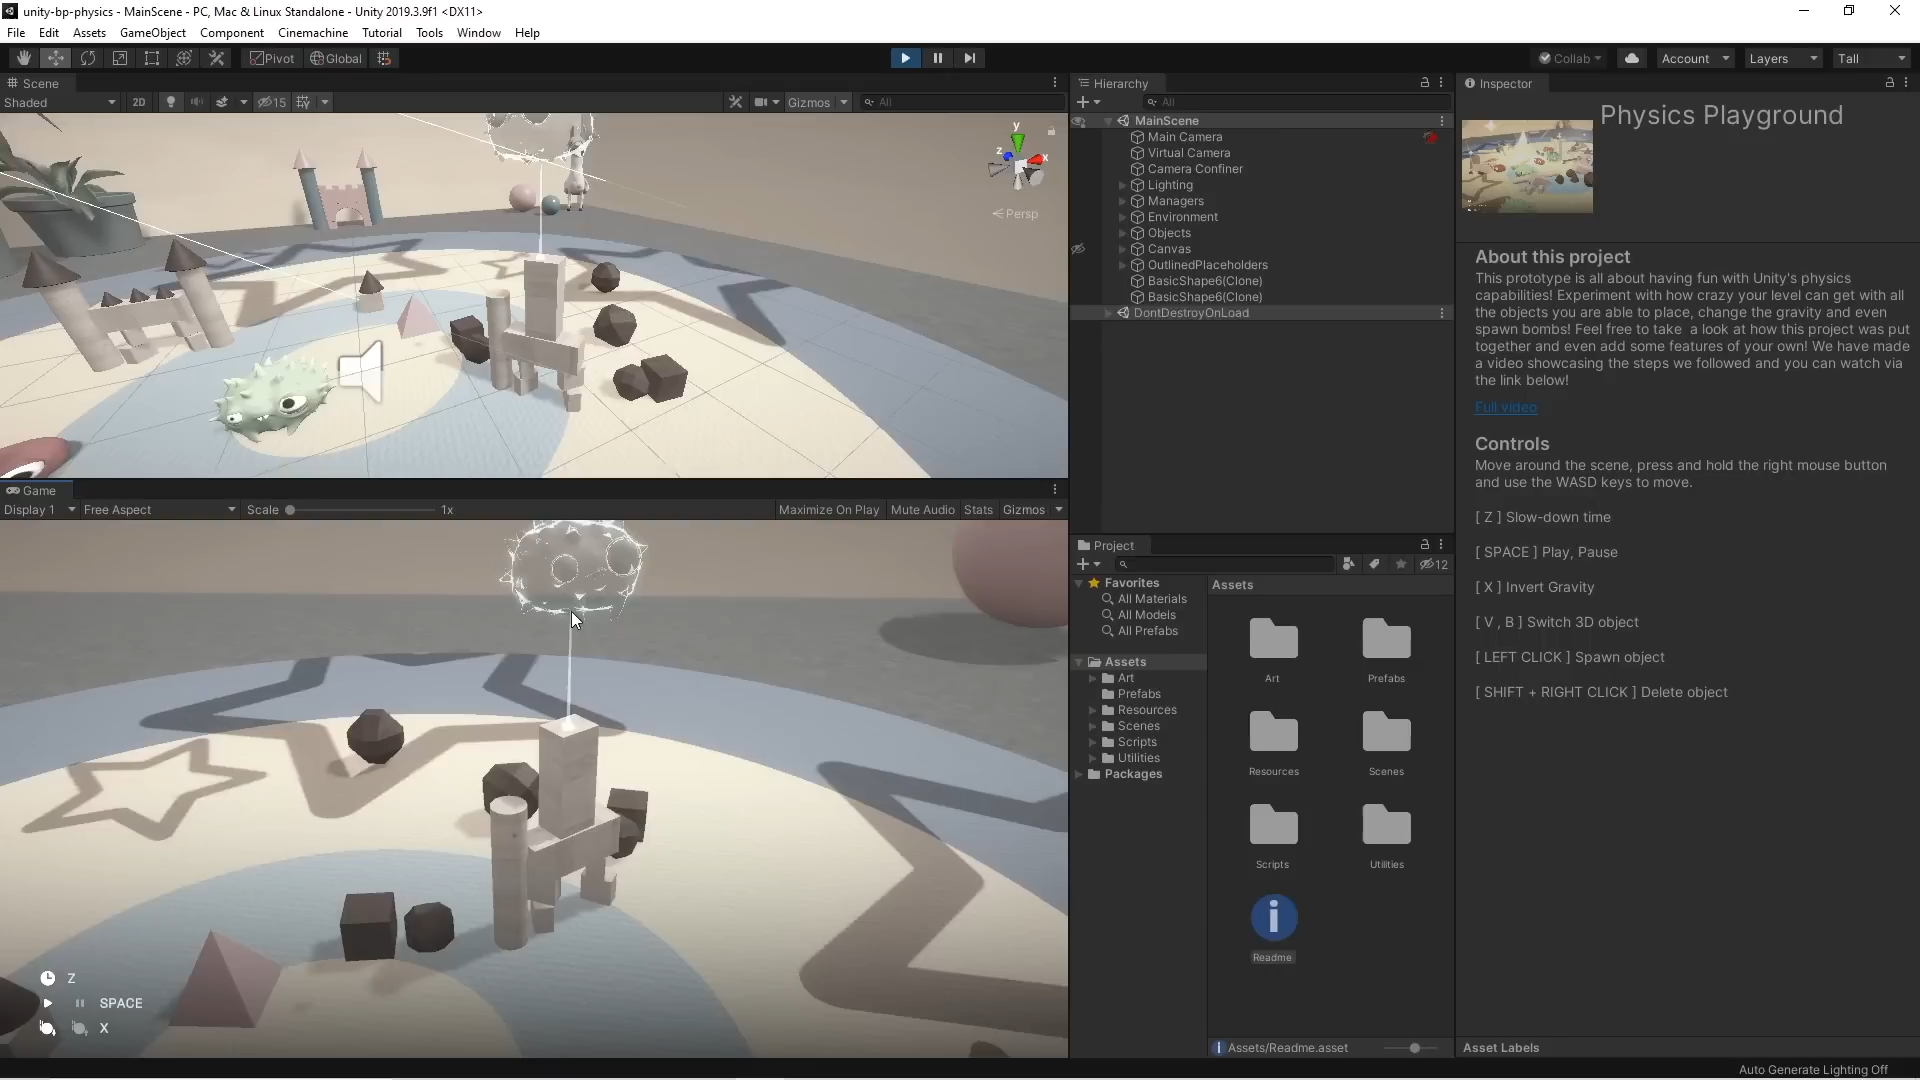 unity-bp-physics - MainScene - PC, Mac & Linux Standalone - Unity 2019.3.9f1 <DX11>
File Edit Assets GameObject Component Cinemachine Tutorial Tools Window Help
Pivot Global Collab Account Layers Tall
Scene
Shaded 2D 15 Gizmos All
y
z x
Persp
Game
Display 1 Free Aspect Scale 1x Maximize On Play Mute Audio Stats Gizmos
Z
SPACE
X
Hierarchy
All
MainScene
Main Camera
Virtual Camera
Camera Confiner
Lighting
Managers
Environment
Objects
Canvas
OutlinedPlaceholders
BasicShape6(Clone)
BasicShape6(Clone)
DontDestroyOnLoad
Project
12
Favorites
All Materials
All Models
All Prefabs
Assets
Art
Prefabs
Resources
Scenes
Scripts
Utilities
Packages
Assets
Art Prefabs
Resources Scenes
Scripts Utilities
Readme
Assets/Readme.asset
Inspector
Physics Playground
About this project
This prototype is all about having fun with Unity's physics
capabilities! Experiment with how crazy your level can get with all
the objects you are able to place, change the gravity and even
spawn bombs! Feel free to take a look at how this project was put
together and even add some features of your own! We have made
a video showcasing the steps we followed and you can watch via
the link below!
Full video
Controls
Move around the scene, press and hold the right mouse button
and use the WASD keys to move.
[ Z ] Slow-down time
[ SPACE ] Play, Pause
[ X ] Invert Gravity
[ V , B ] Switch 3D object
[ LEFT CLICK ] Spawn object
[ SHIFT + RIGHT CLICK ] Delete object
Asset Labels
Auto Generate Lighting Off